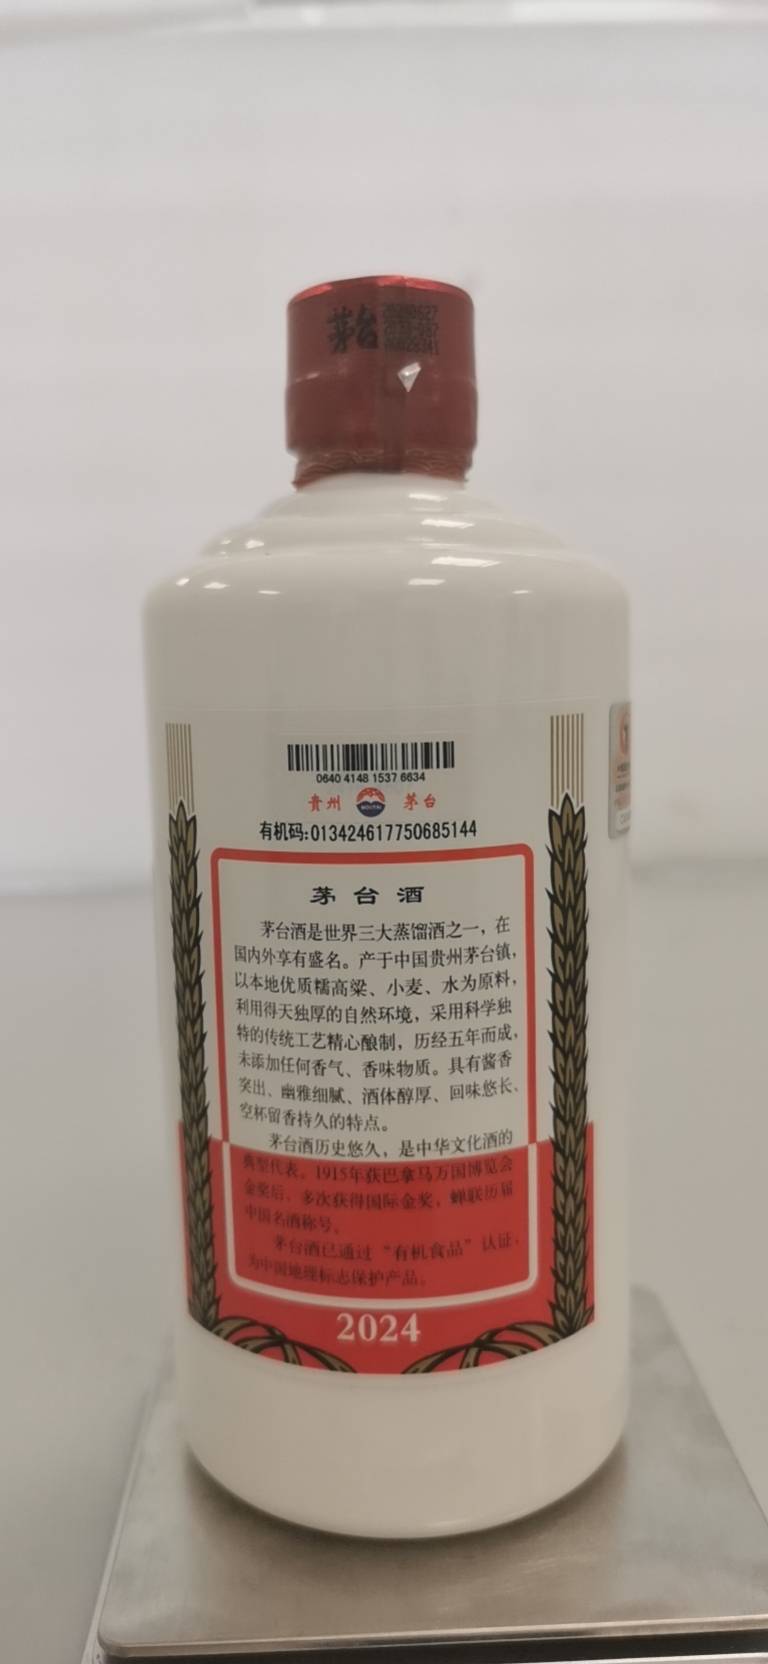 茅台
0640 4148 1537 6634
贵州 MOUTAI 茅台
有机码:013424617750685144
茅台酒
茅台酒是世界三大蒸馏酒之一，在
国内外享有盛名。产于中国贵州茅台镇，
以本地优质糯高粱、小麦、水为原料，
利用得天独厚的自然环境，采用科学独
特的传统工艺精心酿制，历经五年而成，
未添加任何香气、香味物质。具有酱香
突出、幽雅细腻、酒体醇厚、回味悠长、
空杯留香持久的特点。
茅台酒历史悠久，是中华文化酒的
典型代表。1915年获巴拿马万国博览会
金奖后，多次获得国际金奖，蝉联历届
中国名酒称号。
茅台酒已通过“有机食品”认证，
为中国地理标志保护产品。
2024